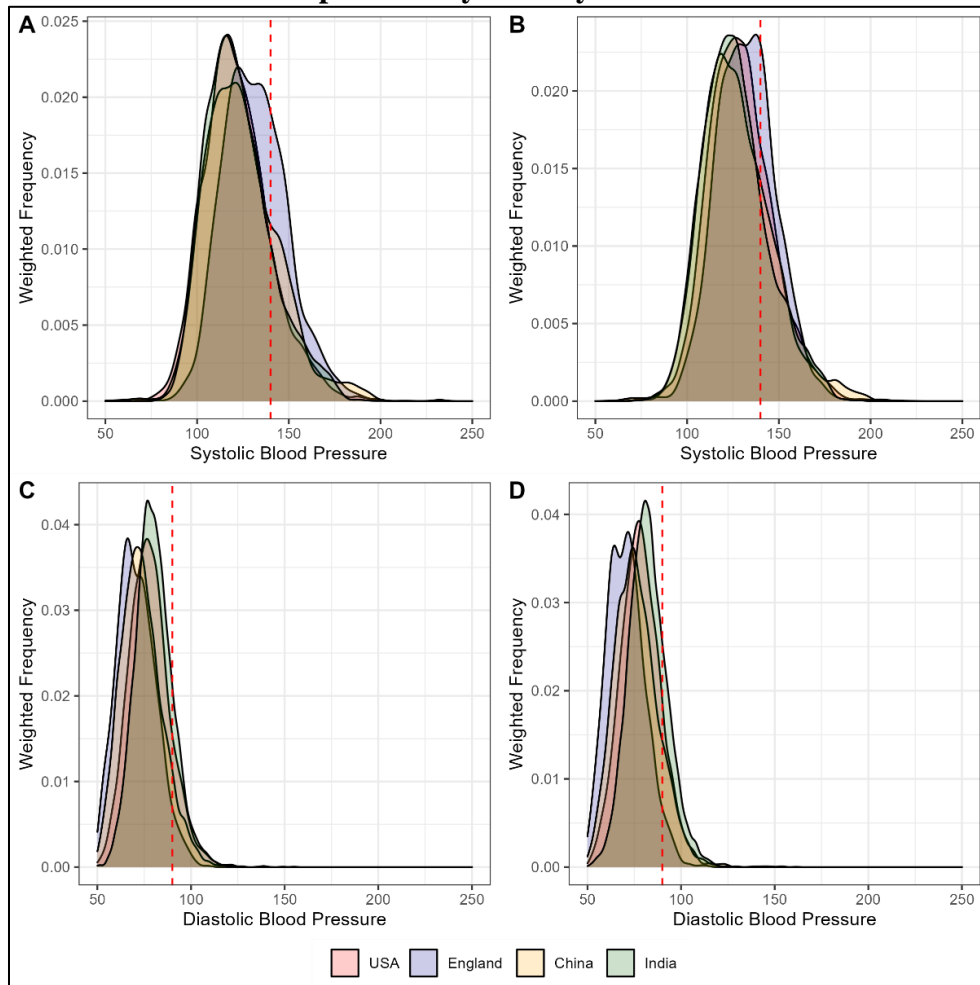 A
B
0.025
0.020
0.015
0.010
0.005
0.000
Weighted Frequency
50 100 150 200 250
Systolic Blood Pressure
0.020
0.015
0.010
0.005
0.000
Weighted Frequency
50 100 150 200 250
Systolic Blood Pressure
C
D
0.04
0.03
0.02
0.01
0.00
Weighted Frequency
50 100 150 200 250
Diastolic Blood Pressure
0.04
0.03
0.02
0.01
0.00
Weighted Frequency
50 100 150 200 250
Diastolic Blood Pressure
USA England China India